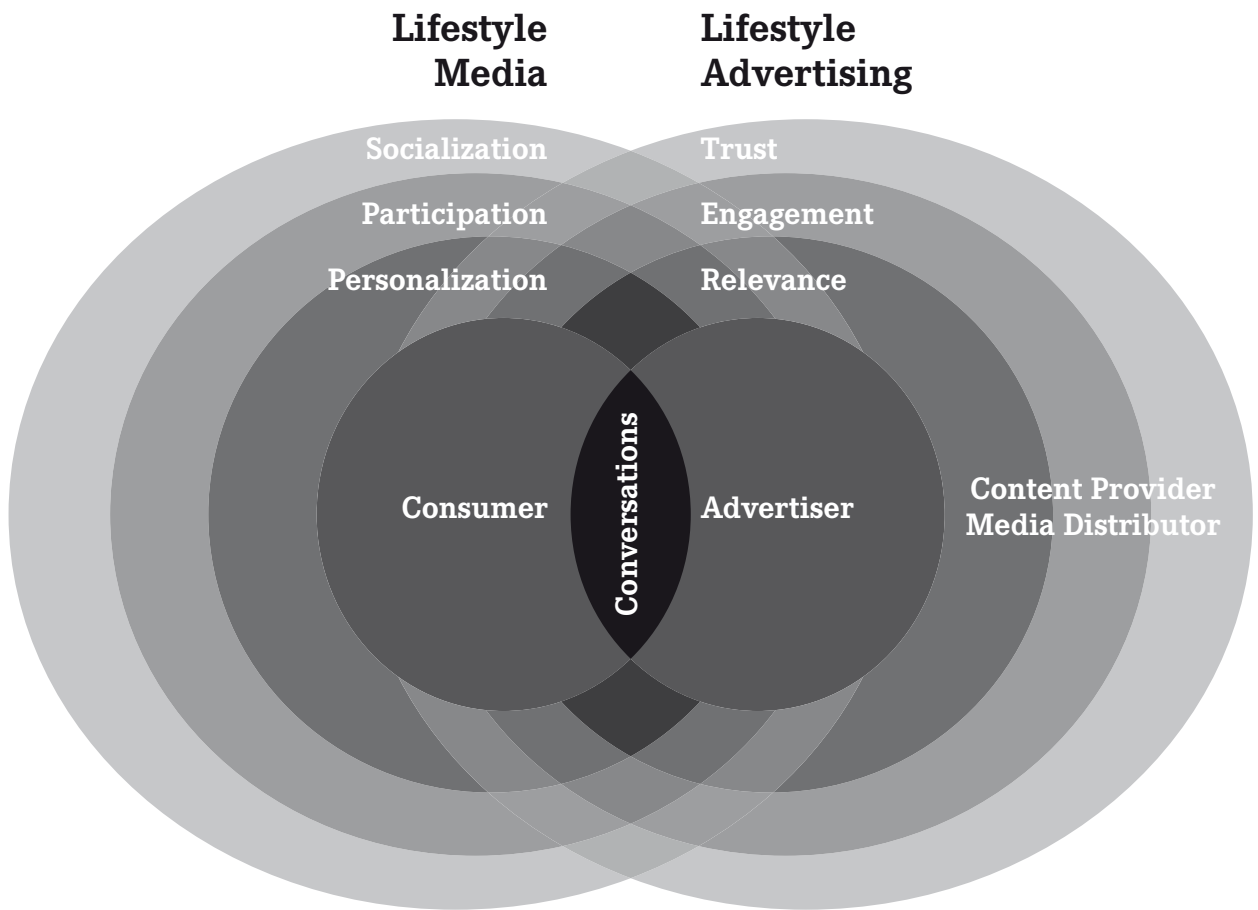 Lifestyle
Media
Lifestyle
Advertising
Socialization
Trust
Participation
Engagement
Personalization
Relevance
Consumer
Conversations
Advertiser
Content Provider
Media Distributor